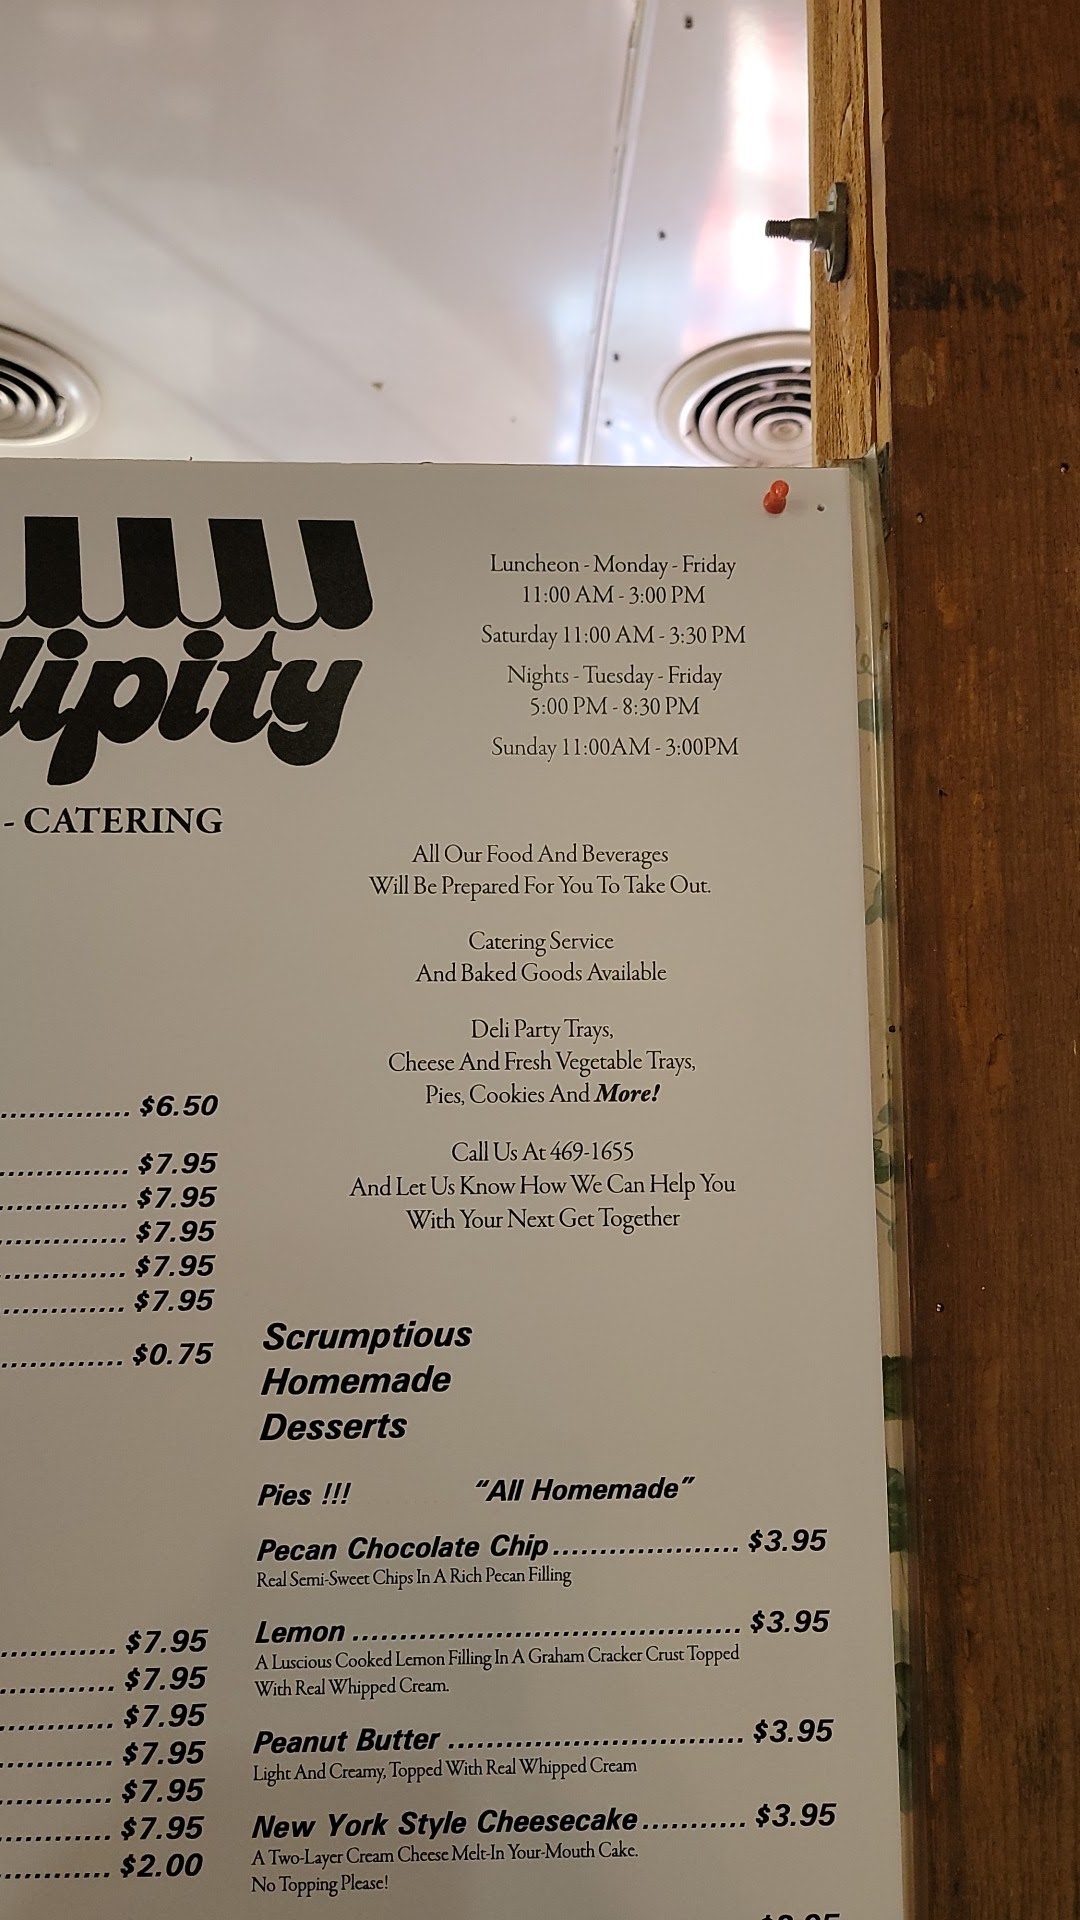 dipity
- CATERING
Luncheon - Monday - Friday
11:00 AM - 3:00 PM
Saturday 11:00 AM - 3:30 PM
Nights - Tuesday - Friday
5:00 PM - 8:30 PM
Sunday 11:00AM - 3:00PM
All Our Food And Beverages
Will Be Prepared For You To Take Out.
Catering Service
And Baked Goods Available
Deli Party Trays,
Cheese And Fresh Vegetable Trays,
Pies, Cookies And More!
Call Us At 469-1655
And Let Us Know How We Can Help You
With Your Next Get Together
.............. $6.50
.............. $7.95
.............. $7.95
.............. $7.95
.............. $7.95
.............. $7.95
.............. $0.75
............. $7.95
............. $7.95
............. $7.95
............. $7.95
............. $7.95
............. $7.95
............. $2.00
Scrumptious
Homemade
Desserts
Pies !!! “All Homemade”
Pecan Chocolate Chip.................... $3.95
Real Semi-Sweet Chips In A Rich Pecan Filling
Lemon ......................................... $3.95
A Luscious Cooked Lemon Filling In A Graham Cracker Crust Topped
With Real Whipped Cream.
Peanut Butter ............................... $3.95
Light And Creamy, Topped With Real Whipped Cream
New York Style Cheesecake........... $3.95
A Two-Layer Cream Cheese Melt-In Your-Mouth Cake.
No Topping Please!